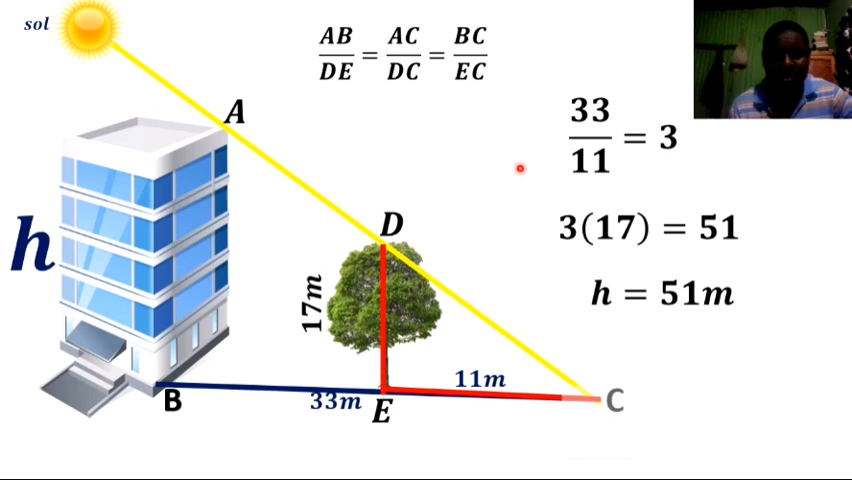 sol
AB/DE = AC/DC = BC/EC
A
33/11 = 3
h
D
3(17) = 51
17m
h = 51m
11m
B
33m
E
C